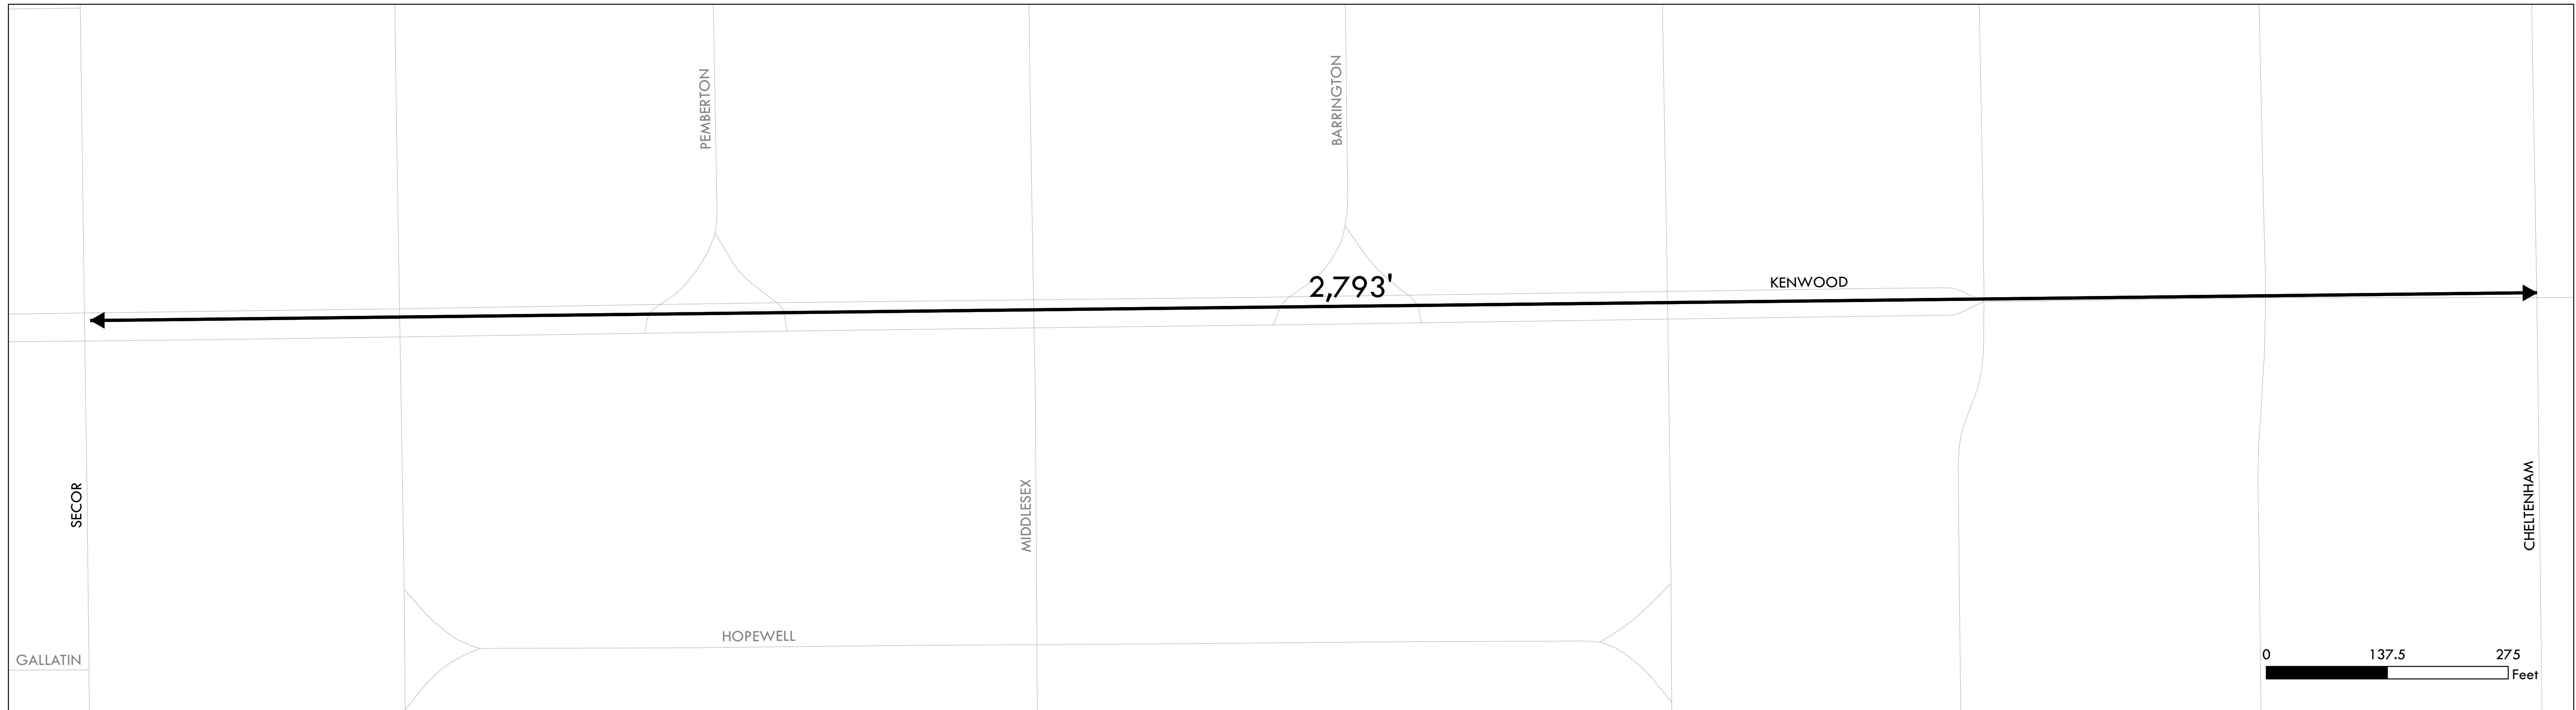 PEMBERTON
BARRINGTON
2,793'
KENWOOD
SECOR
MIDDLESEX
CHELTENHAM
HOPEWELL
GALLATIN
0 137.5 275
Feet